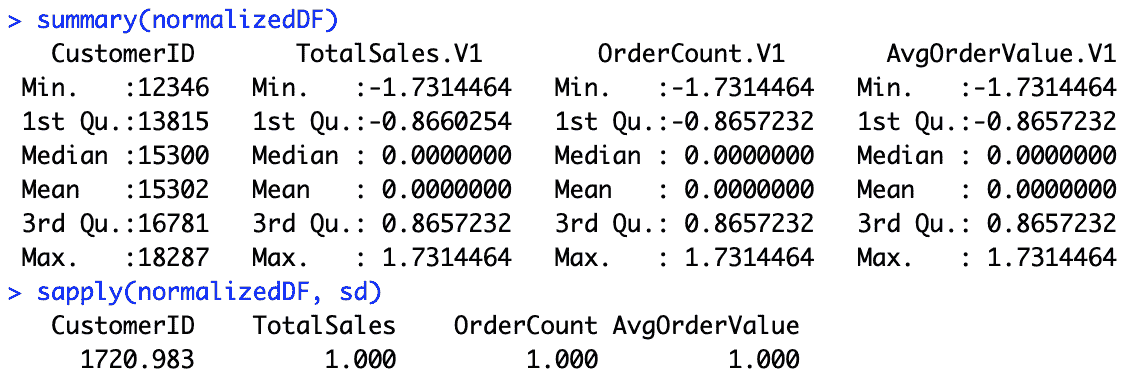 > summary(normalizedDF)
CustomerID TotalSales.V1 OrderCount.V1 AvgOrderValue.V1
Min. :12346 Min. :-1.7314464 Min. :-1.7314464 Min. :-1.7314464
1st Qu.:13815 1st Qu.:-0.8660254 1st Qu.:-0.8657232 1st Qu.:-0.8657232
Median :15300 Median : 0.0000000 Median : 0.0000000 Median : 0.0000000
Mean :15302 Mean : 0.0000000 Mean : 0.0000000 Mean : 0.0000000
3rd Qu.:16781 3rd Qu.: 0.8657232 3rd Qu.: 0.8657232 3rd Qu.: 0.8657232
Max. :18287 Max. : 1.7314464 Max. : 1.7314464 Max. : 1.7314464
> sapply(normalizedDF, sd)
CustomerID TotalSales OrderCount AvgOrderValue
1720.983 1.000 1.000 1.000